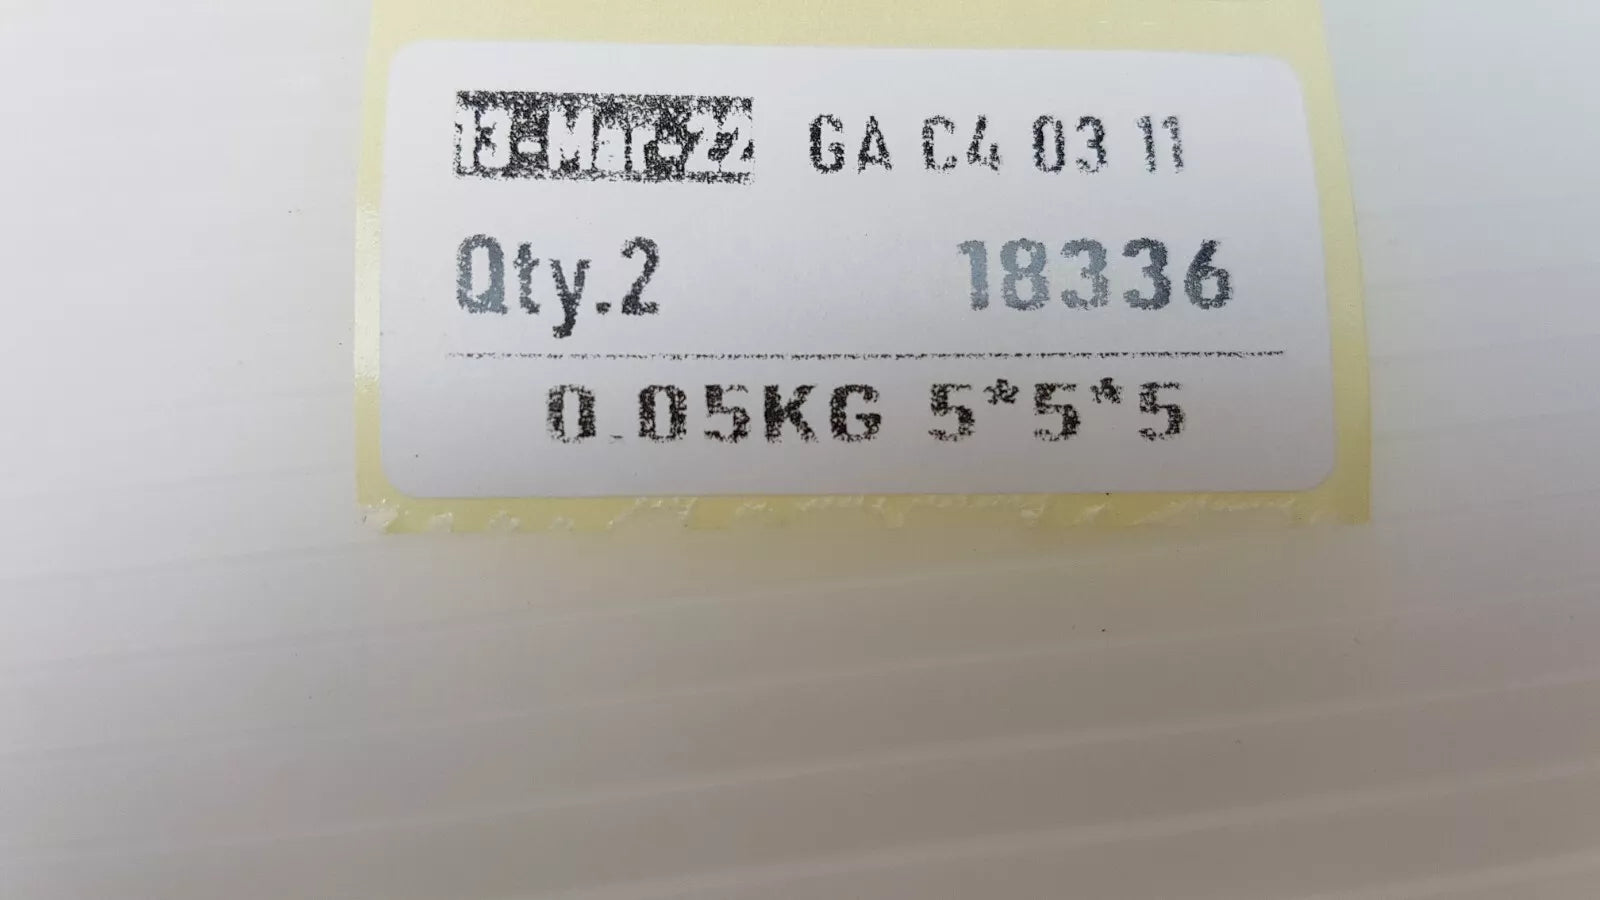 13-Mar-22 GA C4 03 11
Qty.2 18336
0.05KG 5*5*5